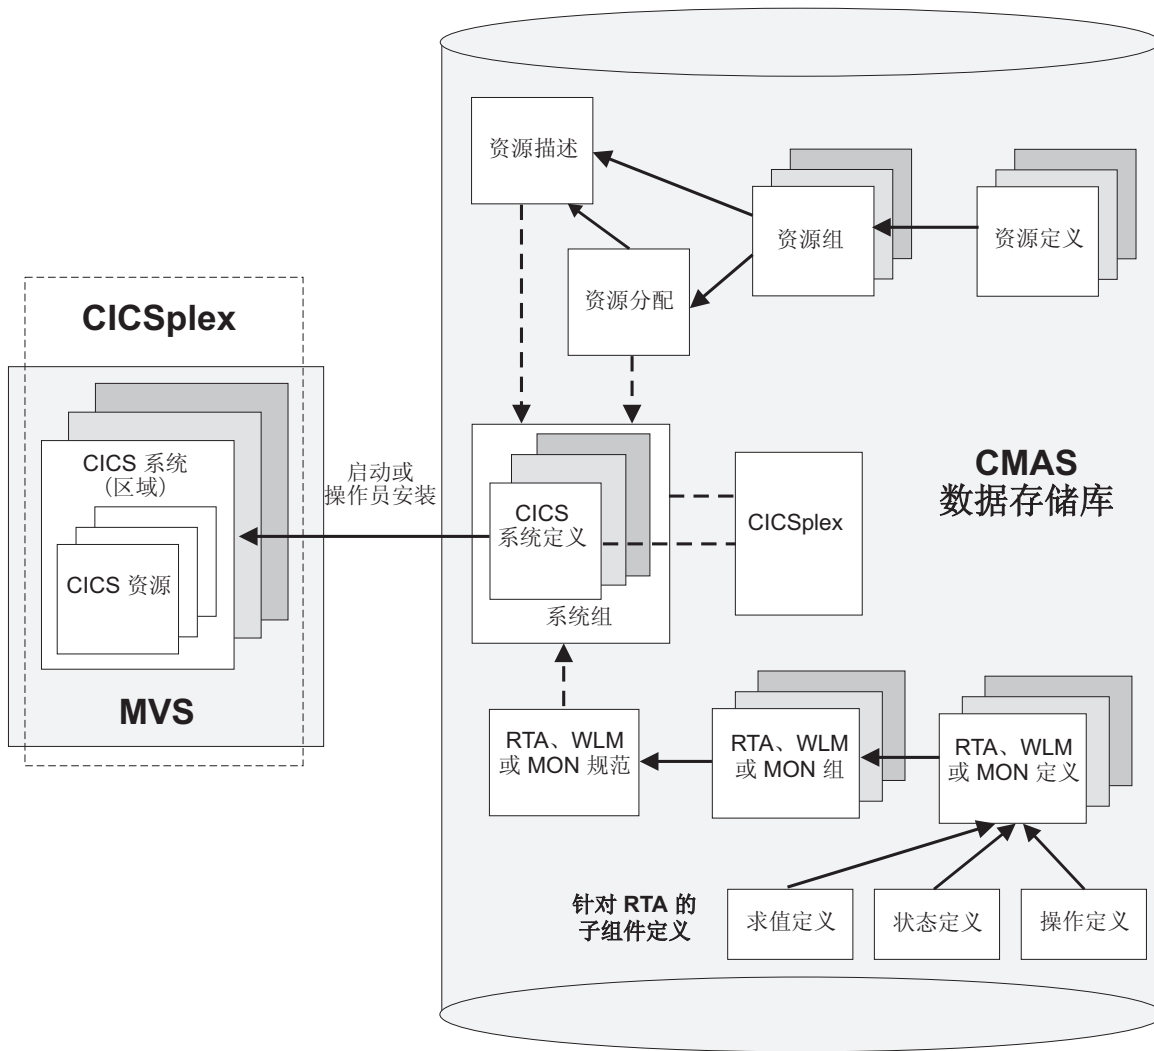 资源描述
资源组
资源定义
资源分配
CICSplex
CICS 系统
（区域）
CICS 资源
MVS
启动或
操作员安装
CICS
系统定义
系统组
CICSplex
CMAS
数据存储库
RTA、WLM
或 MON 规范
RTA、WLM
或 MON 组
RTA、WLM
或 MON 定义
针对 RTA 的
子组件定义
求值定义
状态定义
操作定义